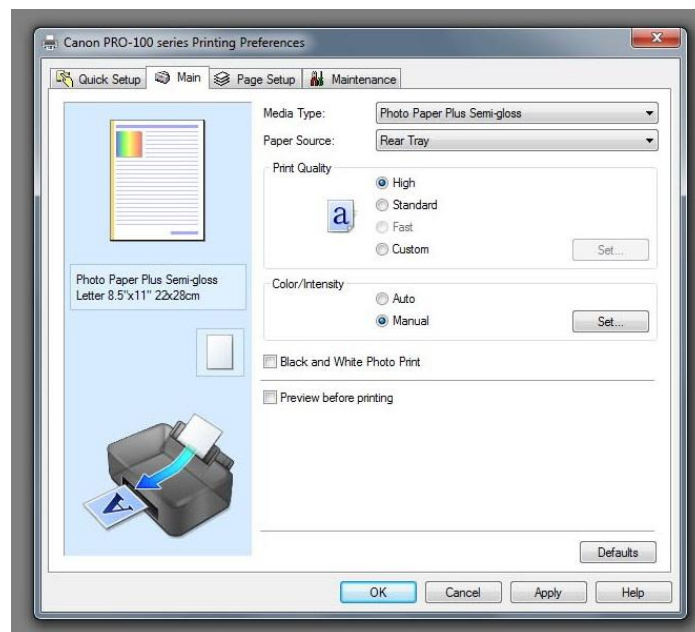 Canon PRO-100 series Printing Preferences
Quick Setup Main Page Setup Maintenance
Media Type: Photo Paper Plus Semi-gloss
Paper Source: Rear Tray
Print Quality
High
a
Standard
Fast
Custom Set...
Photo Paper Plus Semi-gloss
Letter 8.5"x11" 22x28cm
Color/Intensity
Auto
Manual Set...
Black and White Photo Print
Preview before printing
A
Defaults
OK Cancel Apply Help